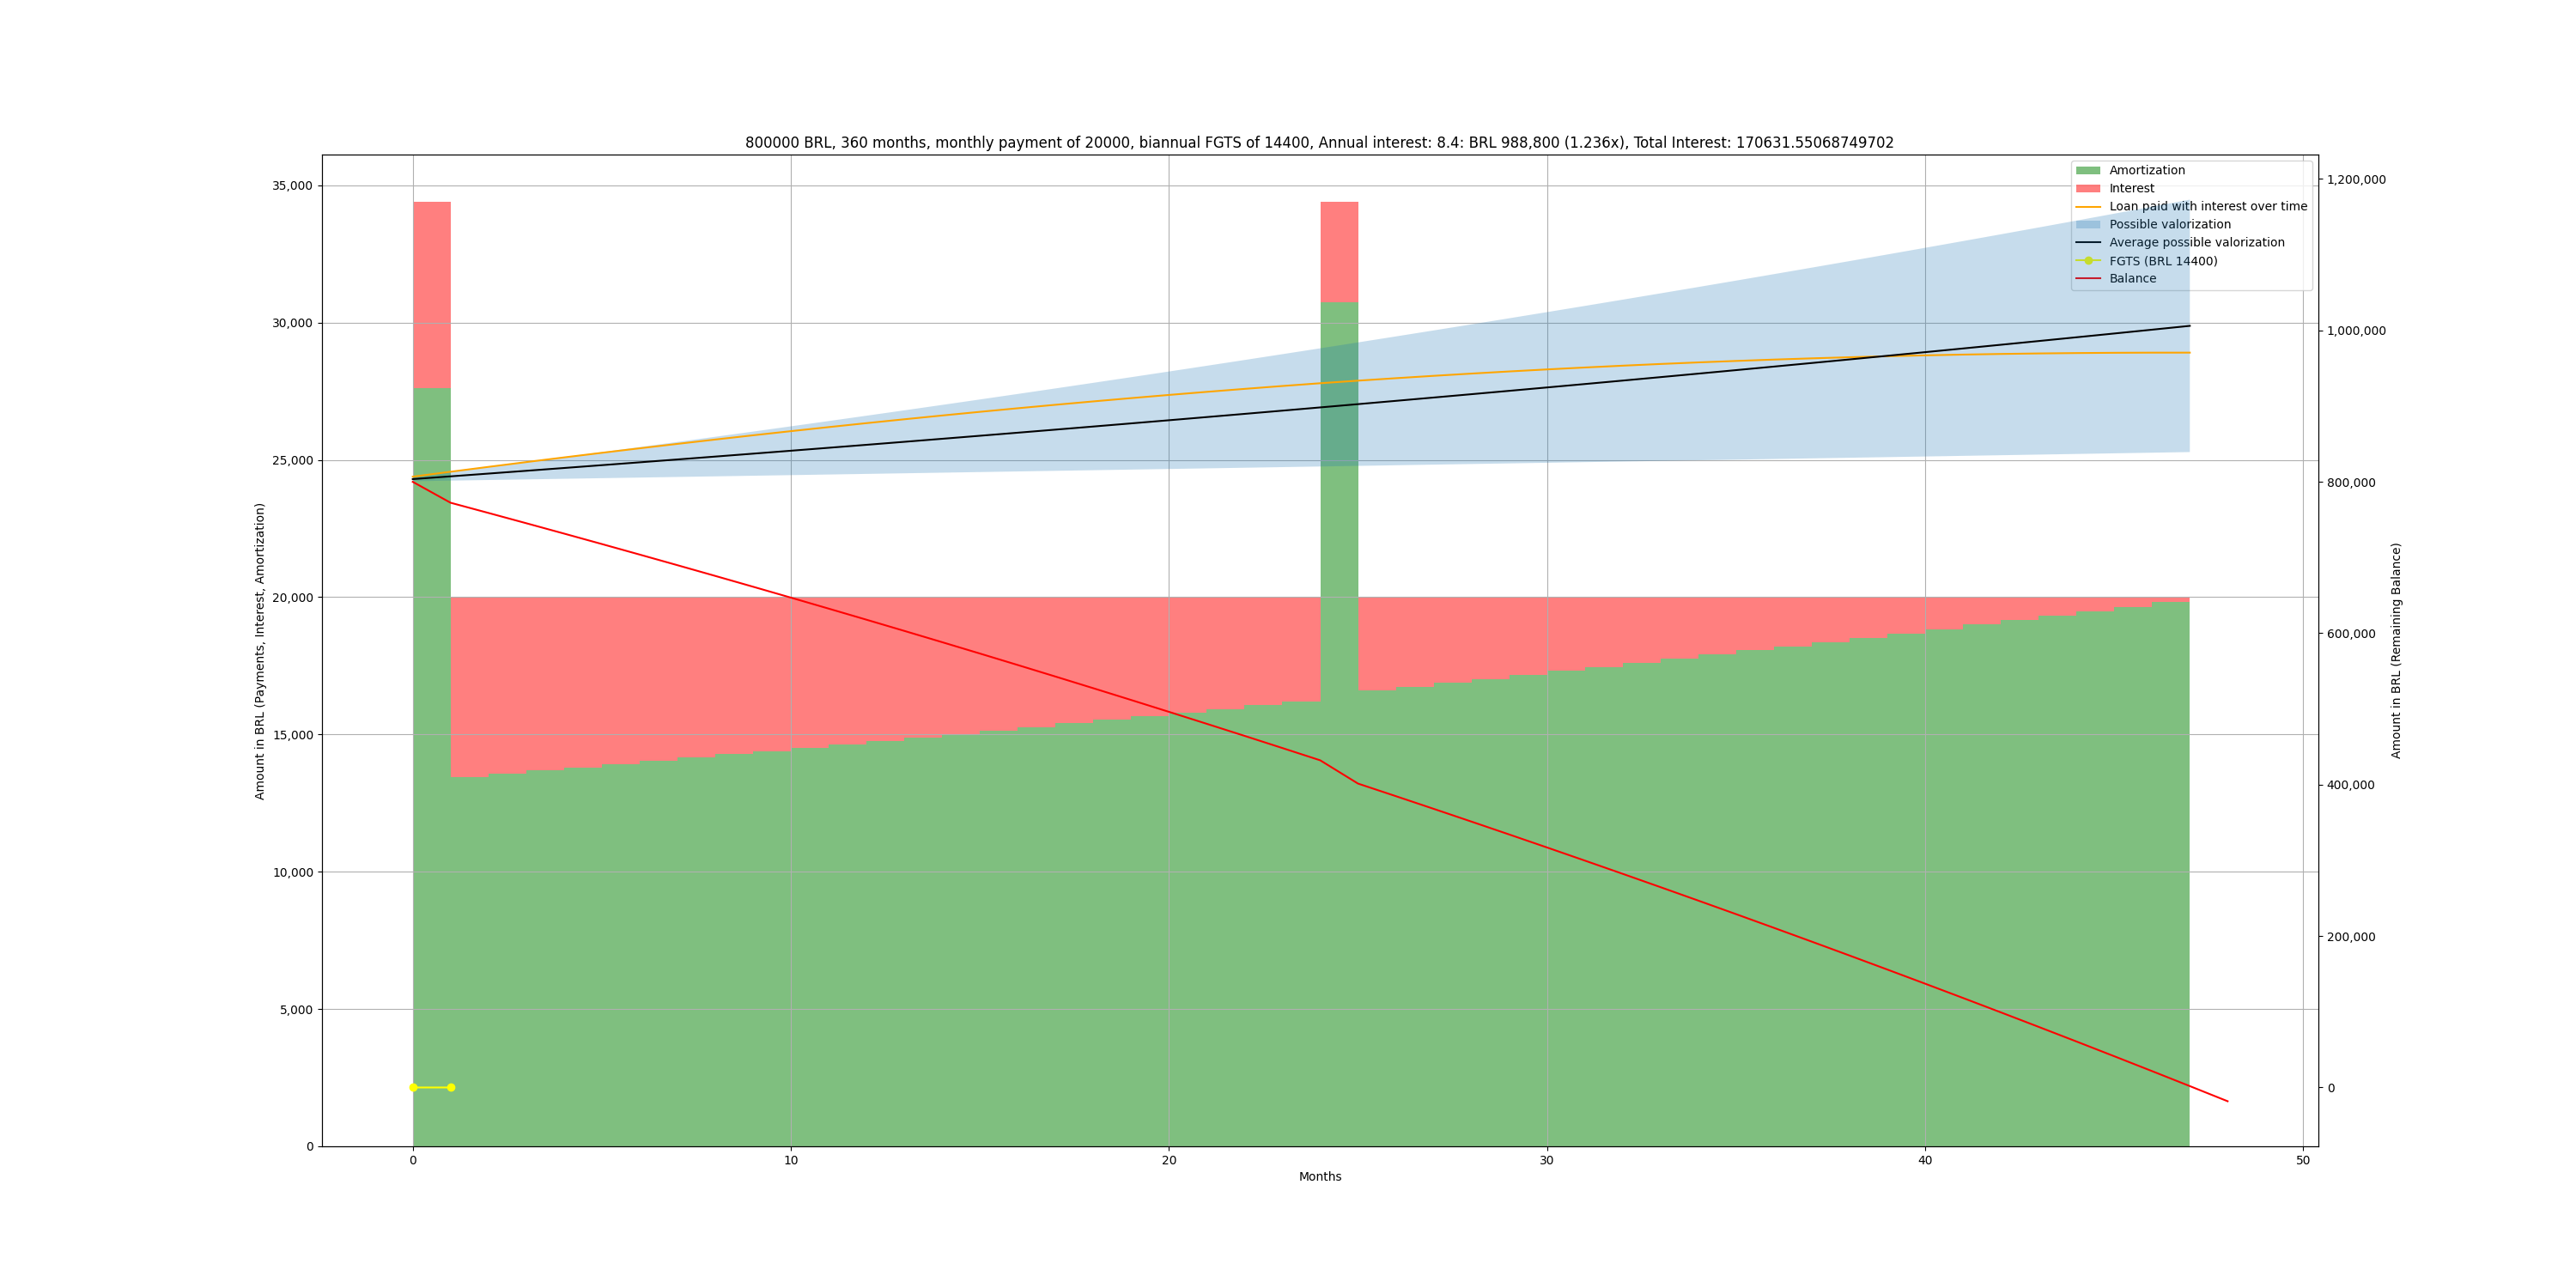 800000 BRL, 360 months, monthly payment of 20000, biannual FGTS of 14400, Annual interest: 8.4: BRL 988,800 (1.236x), Total Interest: 170631.55068749702
Amortization
Interest
Loan paid with interest over time
Possible valorization
Average possible valorization
FGTS (BRL 14400)
Balance
Amount in BRL (Payments, Interest, Amortization)
35,000
30,000
25,000
20,000
15,000
10,000
5,000
0
1,200,000
1,000,000
800,000
600,000
400,000
200,000
0
Amount in BRL (Remaining Balance)
0
10
20
30
40
50
Months